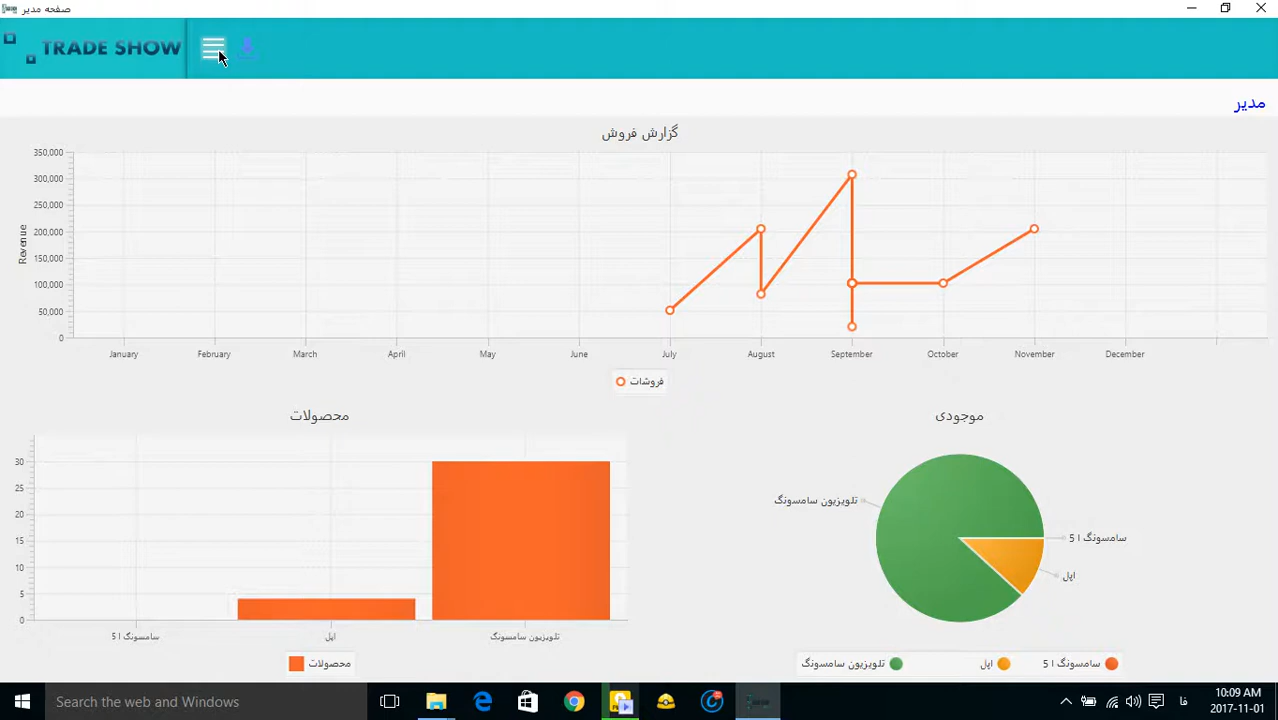 صفحه مدیر
TRADE SHOW
مدیر
گزارش فروش
350,000
300,000
250,000
200,000
150,000
100,000
50,000
0
Revenue
January February March April May June July August September October November December
فروشات
محصولات
30
25
20
15
10
5
0
سامسونگ ا 5
اپل
تلویزیون سامسونگ
محصولات
موجودی
تلویزیون سامسونگ
سامسونگ ا 5
اپل
سامسونگ ا 5
اپل
تلویزیون سامسونگ
Search the web and Windows
فا
10:09 AM
2017-11-01